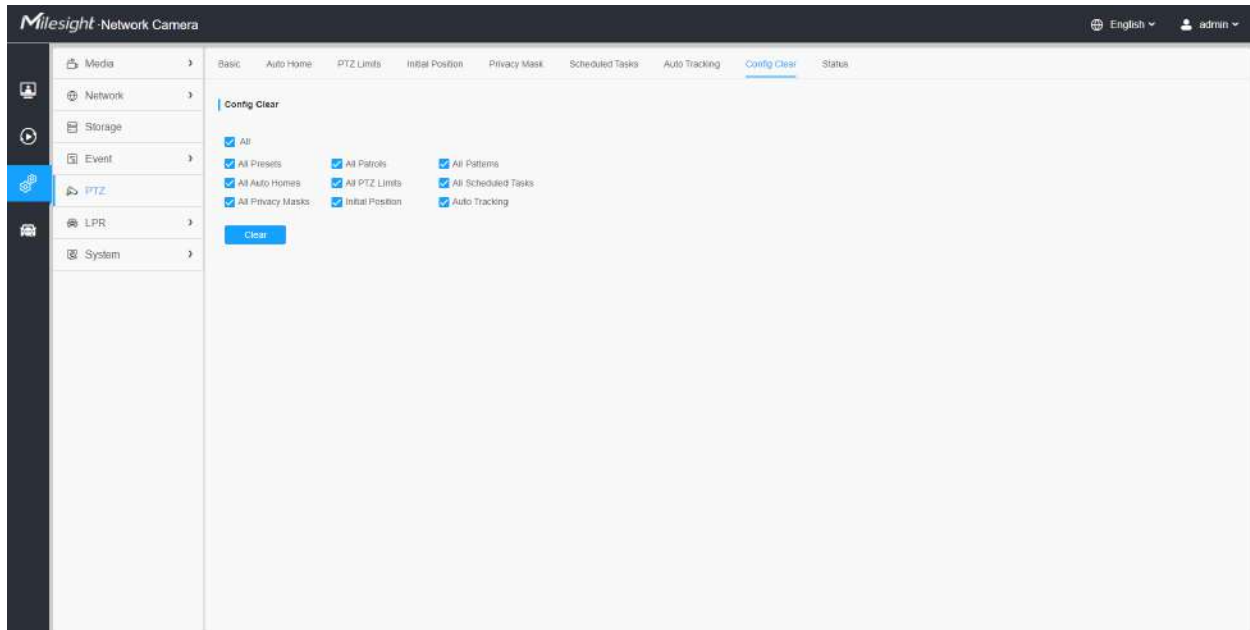 Milesight Network Camera
English
admin
Media
Network
Storage
Event
PTZ
LPR
System
Basic Auto Home PTZ Limits Initial Position Privacy Mask Scheduled Tasks Auto Tracking Config Clear Status
Config Clear
All
All Presets All Patrols All Patterns
All Auto Homes All PTZ Limits All Scheduled Tasks
All Privacy Masks Initial Position Auto Tracking
Clear